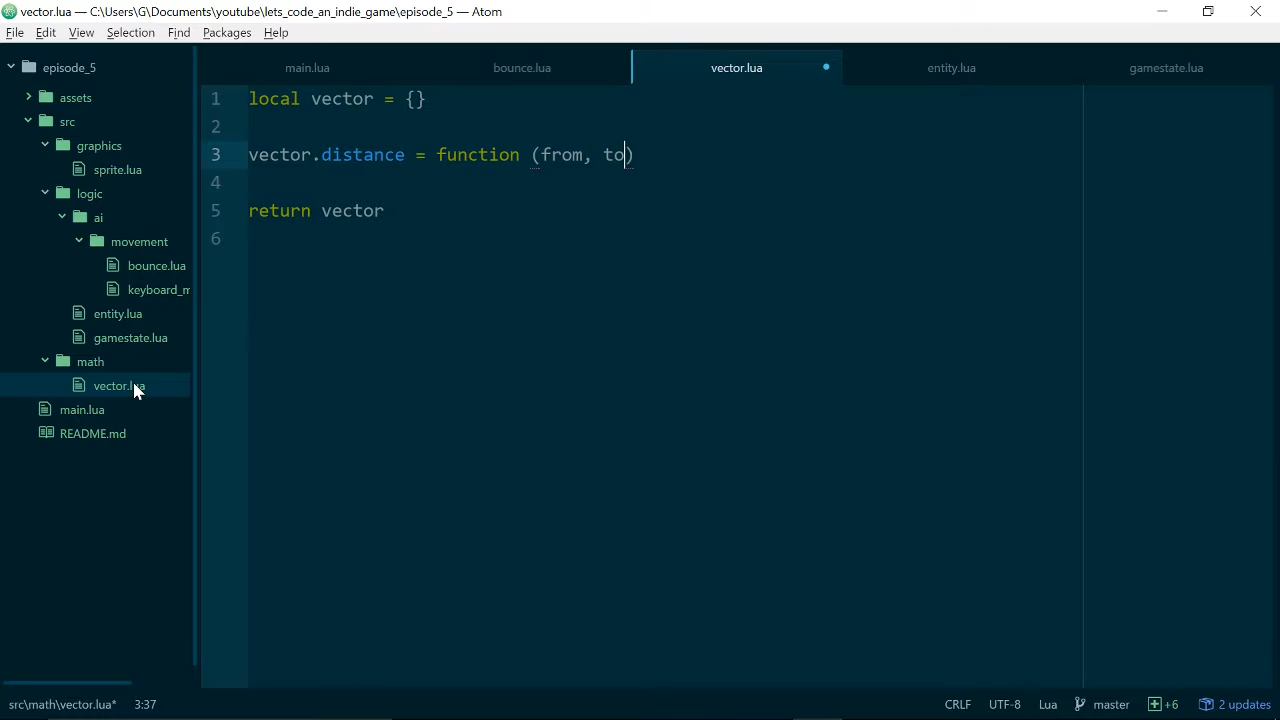 vector.lua — C:\Users\G\Documents\youtube\lets_code_an_indie_game\episode_5 — Atom
File Edit View Selection Find Packages Help
episode_5
assets
src
graphics
sprite.lua
logic
ai
movement
bounce.lua
keyboard_m
entity.lua
gamestate.lua
math
vector.lua
main.lua
README.md
main.lua bounce.lua vector.lua entity.lua gamestate.lua
1 local vector = {}
2
3 vector.distance = function (from, to)
4
5 return vector
6
src\math\vector.lua* 3:37 CRLF UTF-8 Lua master +6 2 updates